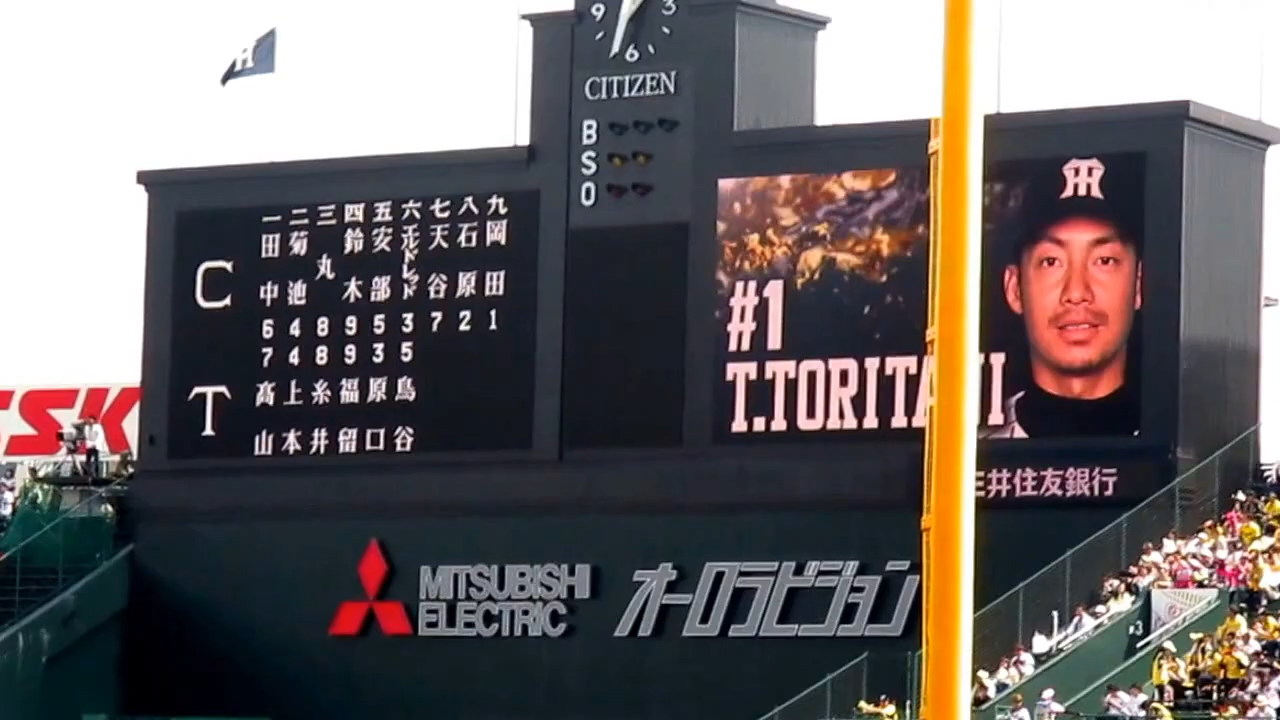 9 3
6
CITIZEN
B
S
O
一 二 三 四 五 六 七 八 九
C
田中 菊池 丸 鈴木 安部 エルドレッド 天谷 石原 岡田
6 4 8 9 5 3 7 2 1
7 4 8 9 3 5
T
髙山 上本 糸井 福留 原口 鳥谷
#1
T.TORITANI
SSK
三井住友銀行
MITSUBISHI
ELECTRIC
オーロラビジョン